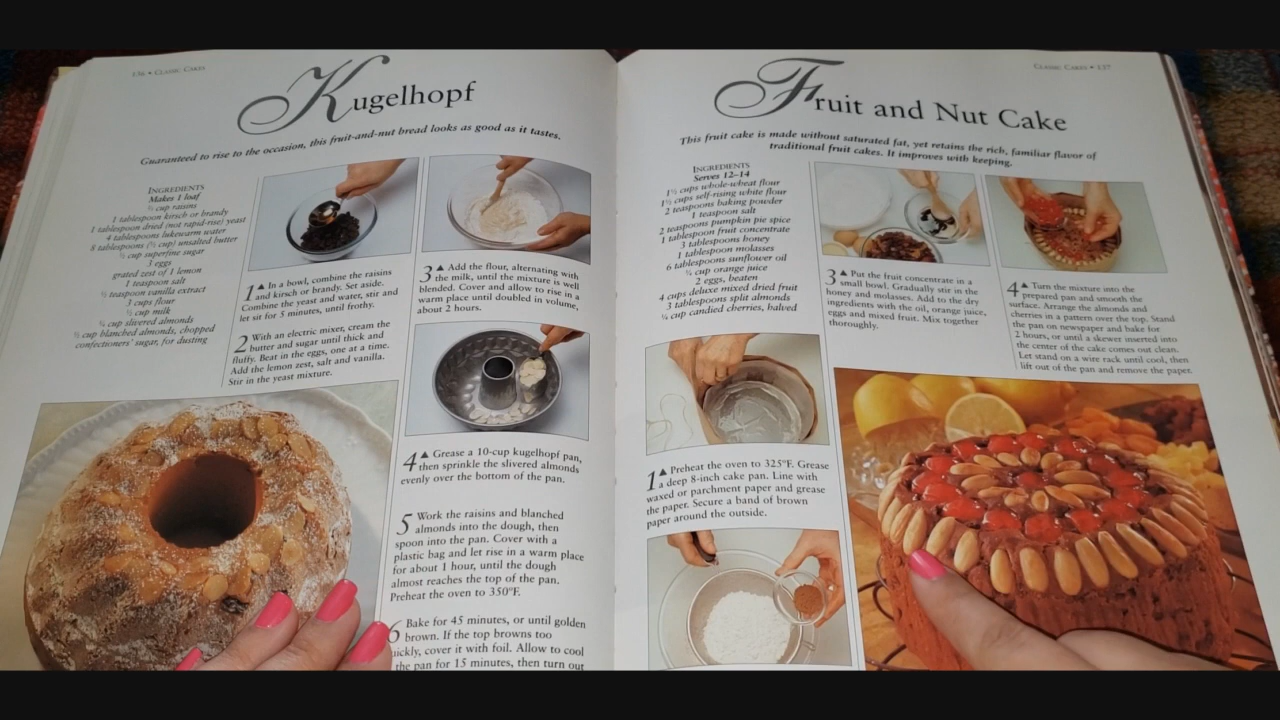 136 • CLASSIC CAKES
Kugelhopf
Guaranteed to rise to the occasion, this fruit-and-nut bread looks as good as it tastes.
INGREDIENTS
Makes 1 loaf
cup raisins
1 tablespoon kirsch or brandy
1 tablespoon dried (not rapid-rise) yeast
4 tablespoons lukewarm water
8 tablespoons (½ cup) unsalted butter
½ cup superfine sugar
3 eggs
grated zest of 1 lemon
1 teaspoon salt
½ teaspoon vanilla extract
3 cups flour
½ cup milk
cup slivered almonds
½ cup blanched almonds, chopped
confectioners' sugar, for dusting
1 ▲ In a bowl, combine the raisins
and kirsch or brandy. Set aside.
Combine the yeast and water, stir and
let sit for 5 minutes, until frothy.
2 With an electric mixer, cream the
butter and sugar until thick and
fluffy. Beat in the eggs, one at a time.
Add the lemon zest, salt and vanilla.
Stir in the yeast mixture.
3 ▲ Add the flour, alternating with
the milk, until the mixture is well
blended. Cover and allow to rise in a
warm place until doubled in volume,
about 2 hours.
4 ▲ Grease a 10-cup kugelhopf pan,
then sprinkle the slivered almonds
evenly over the bottom of the pan.
5 Work the raisins and blanched
almonds into the dough, then
spoon into the pan. Cover with a
plastic bag and let rise in a warm place
for about 1 hour, until the dough
almost reaches the top of the pan.
Preheat the oven to 350°F.
6 Bake for 45 minutes, or until golden
brown. If the top browns too
uickly, cover it with foil. Allow to cool
the pan for 15 minutes, then turn out
CLASSIC CAKES • 137
Fruit and Nut Cake
This fruit cake is made without saturated fat, yet retains the rich, familiar flavor of
traditional fruit cakes. It improves with keeping.
INGREDIENTS
Serves 12–14
1½ cups whole-wheat flour
1½ cups self-rising white flour
2 teaspoons baking powder
1 teaspoon salt
2 teaspoons pumpkin pie spice
1 tablespoon fruit concentrate
3 tablespoons honey
1 tablespoon molasses
6 tablespoons sunflower oil
¾ cup orange juice
2 eggs, beaten
4 cups deluxe mixed dried fruit
3 tablespoons split almonds
¼ cup candied cherries, halved
1 ▲ Preheat the oven to 325°F. Grease
a deep 8-inch cake pan. Line with
waxed or parchment paper and grease
the paper. Secure a band of brown
paper around the outside.
3 ▲ Put the fruit concentrate in a
small bowl. Gradually stir in the
honey and molasses. Add to the dry
ingredients with the oil, orange juice,
eggs and mixed fruit. Mix together
thoroughly.
4 ▲ Turn the mixture into the
prepared pan and smooth the
surface. Arrange the almonds and
cherries in a pattern over the top. Stand
the pan on newspaper and bake for
2 hours, or until a skewer inserted into
the center of the cake comes out clean.
Let stand on a wire rack until cool, then
lift out of the pan and remove the paper.